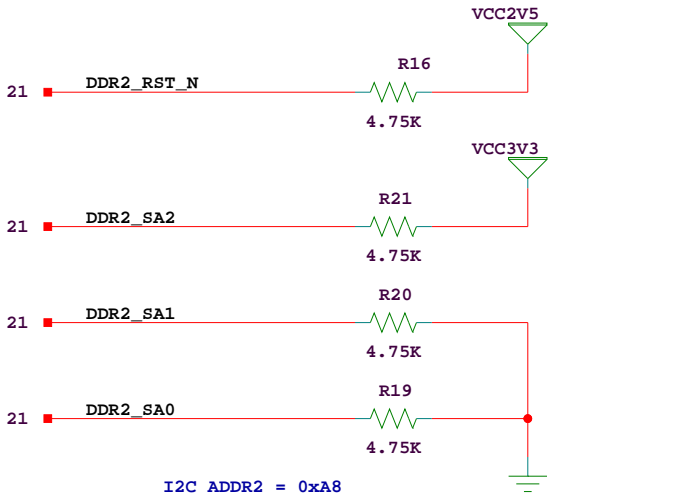 VCC2V5
R16
21 DDR2_RST_N
4.75K
VCC3V3
R21
21 DDR2_SA2
4.75K
R20
21 DDR2_SA1
4.75K
R19
21 DDR2_SA0
4.75K
I2C ADDR2 = 0xA8